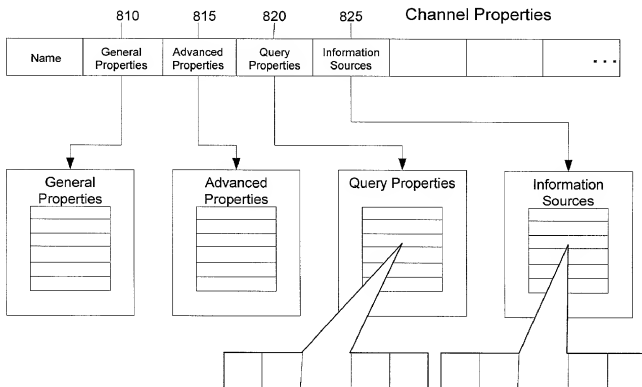 810 815 820 825 Channel Properties
Name General Properties Advanced Properties Query Properties Information Sources ...
General Properties
Advanced Properties
Query Properties
Information Sources